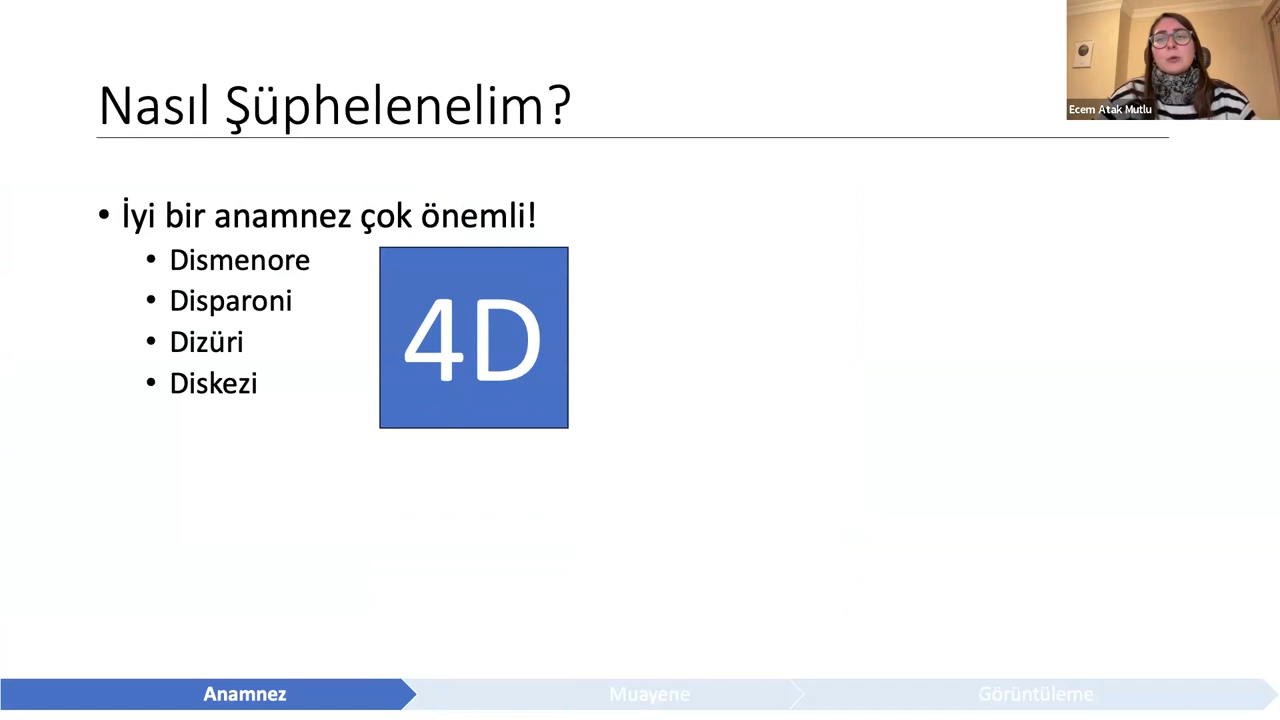 Nasıl Şüphelenelim?
Ecem Atak Mutlu
• İyi bir anamnez çok önemli!
• Dismenore
• Disparoni
• Dizüri
• Diskezi
4D
Anamnez
Muayene
Görüntüleme